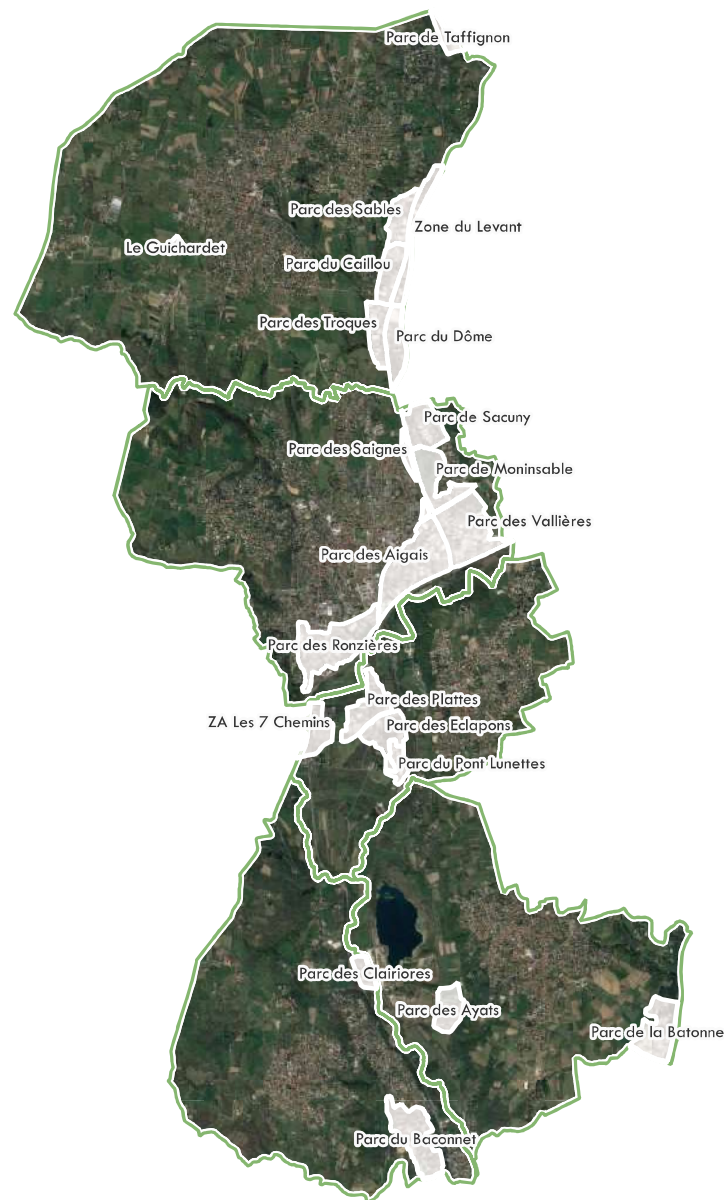 Parc de Taffignon
Parc des Sables
Zone du Levant
Le Guichardet
Parc du Caillou
Parc des Troques
Parc du Dôme
Parc de Sacuny
Parc des Saignes
Parc de Moninsable
Parc des Vallières
Parc des Aigais
Parc des Ronzières
Parc des Plattes
ZA Les 7 Chemins
Parc des Eclapons
Parc du Pont Lunettes
Parc des Clairiores
Parc des Ayats
Parc de la Batonne
Parc du Baconnet